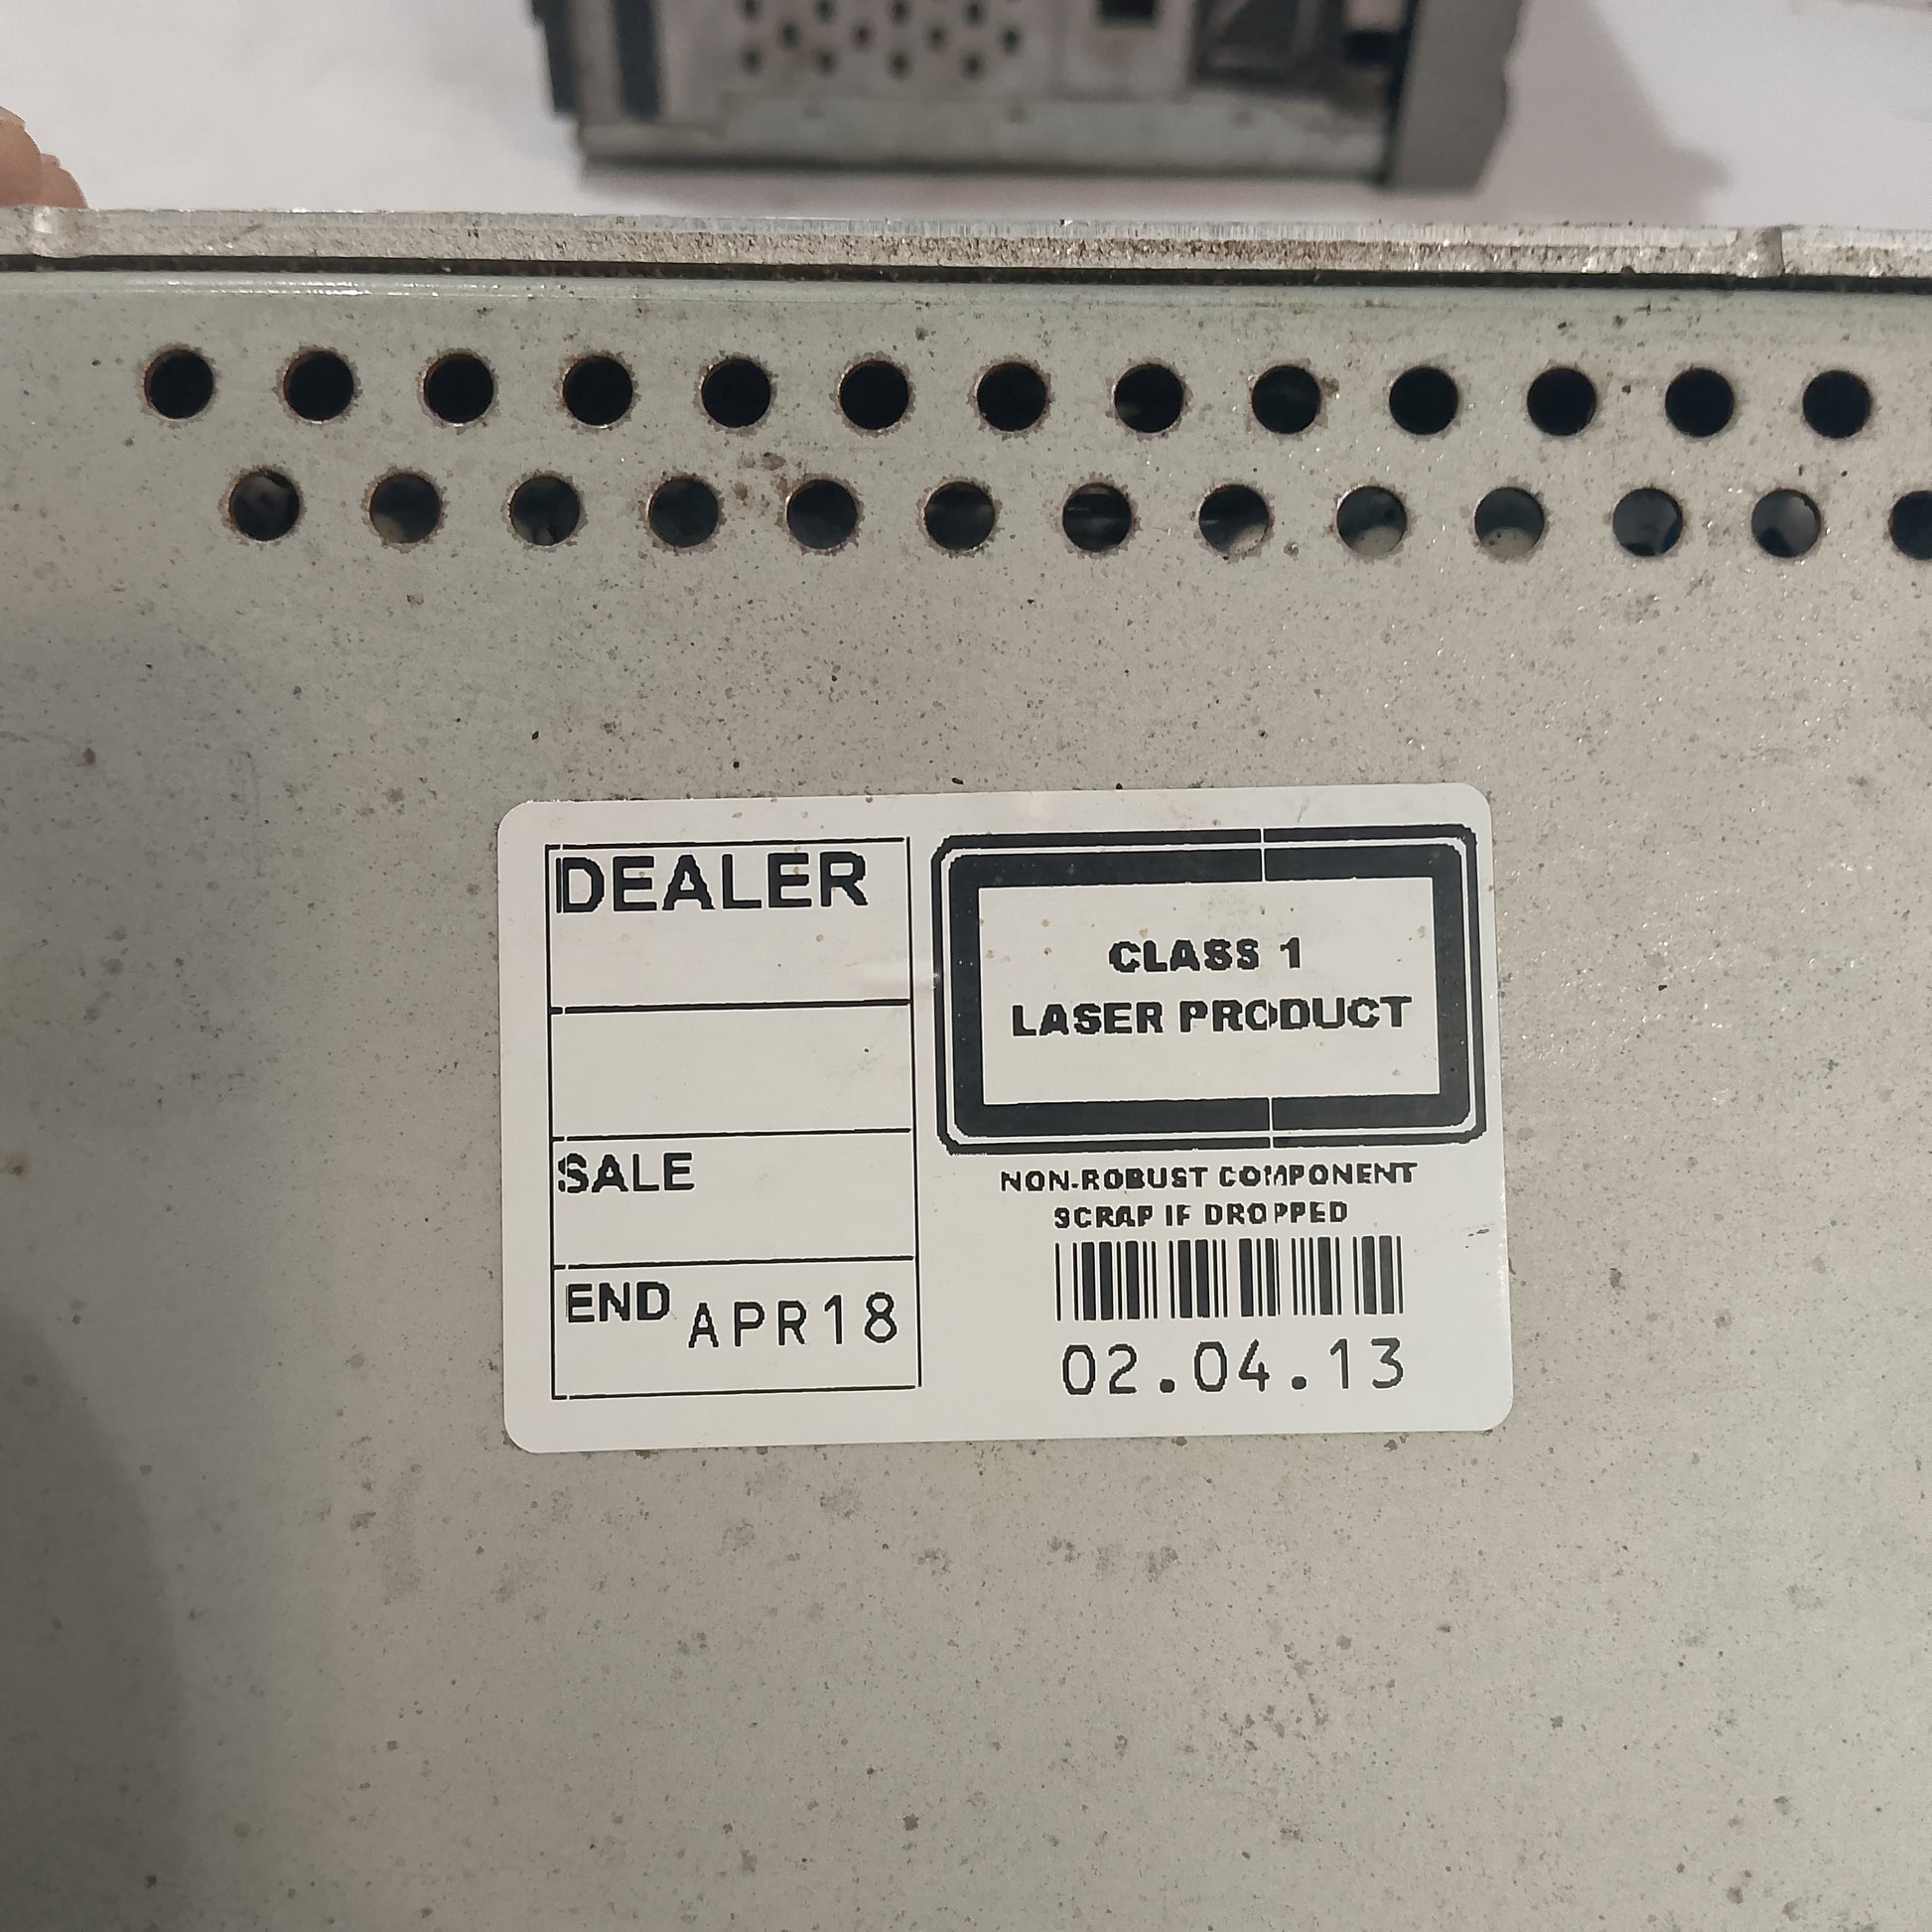 DEALER
SALE
END APR18
CLASS 1
LASER PRODUCT
NON-ROBUST COMPONENT
SCRAP IF DROPPED
02.04.13